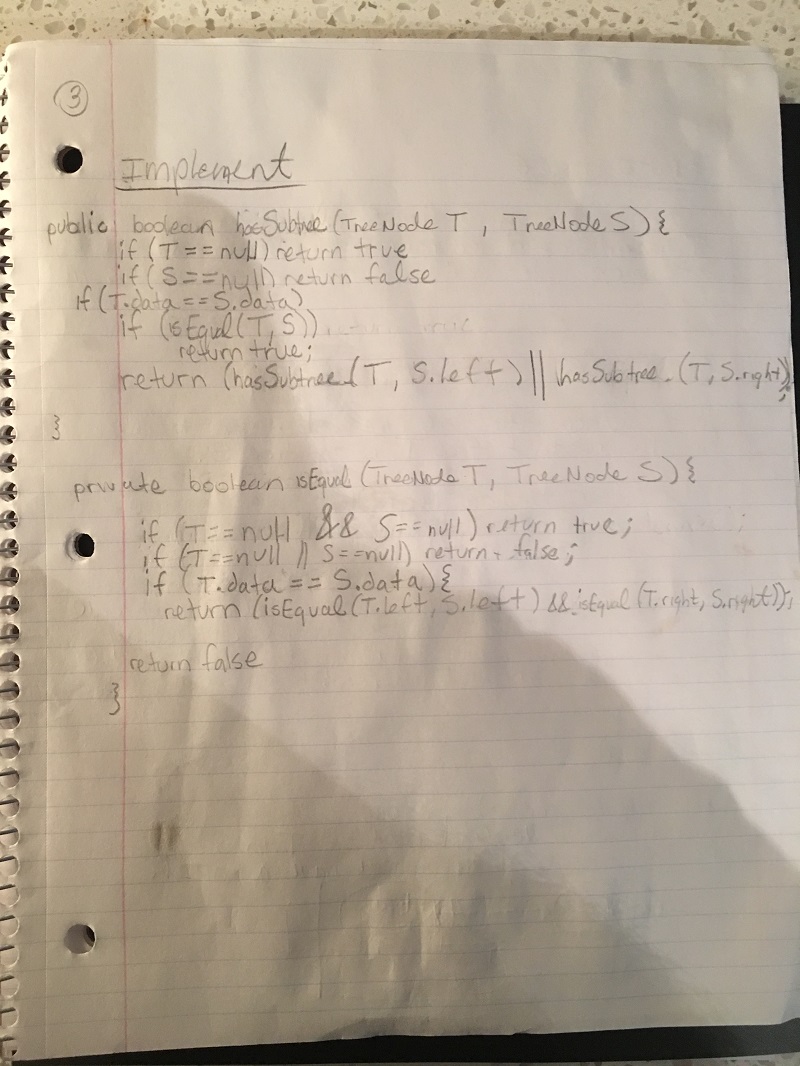 3
Implement
public boolean hasSubtree (TreeNode T , TreeNode S) {
if (T == null) return true
if (S == null) return false
if (T.data == S.data)
if (isEqual(T, S))
return true;
return (hasSubtree(T, S.left) || hasSubtree (T, S.right));
}
private boolean isEqual (TreeNode T, TreeNode S) {
if (T == null && S == null) return true;
if (T == null || S == null) return false;
if (T.data == S.data) {
return (isEqual(T.left, S.left) && isEqual (T.right, S.right));
return false
}